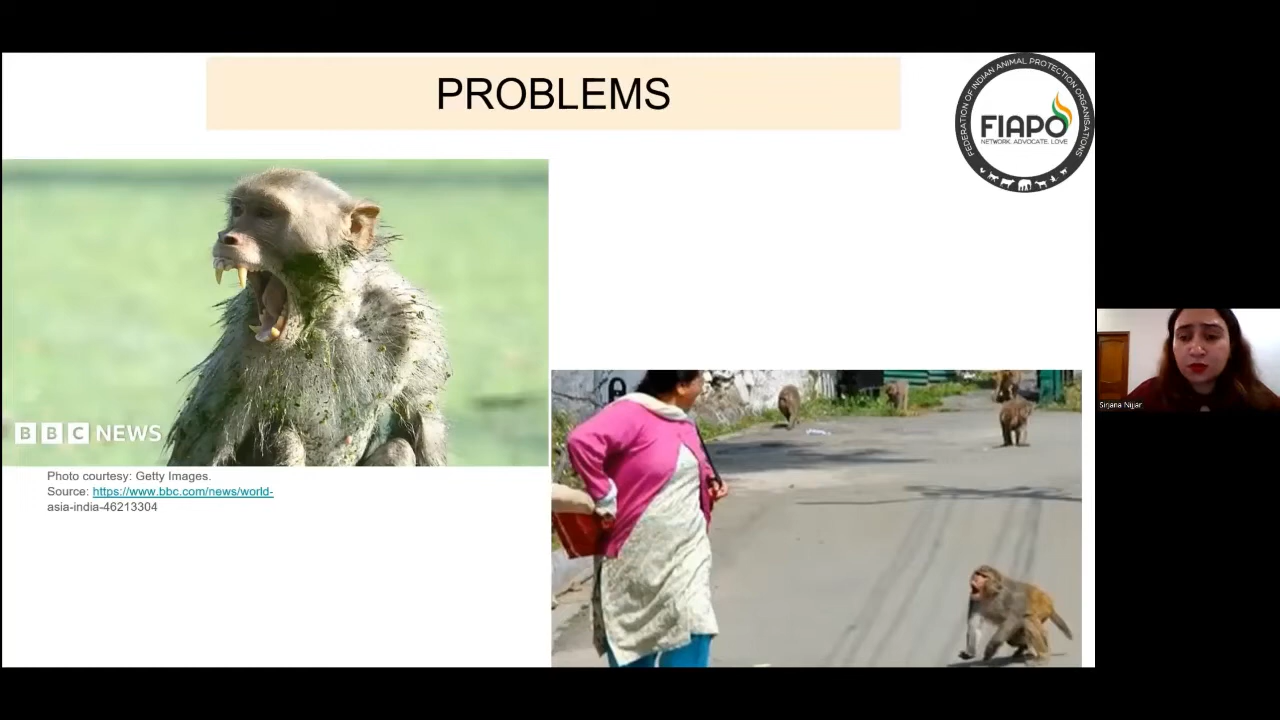 PROBLEMS
FEDERATION OF INDIAN ANIMAL PROTECTION ORGANISATIONS
FIAPO
NETWORK. ADVOCATE. LOVE
BBC NEWS
Photo courtesy: Getty Images.
Source: https://www.bbc.com/news/world-
asia-india-46213304
Sirjana Nijjar